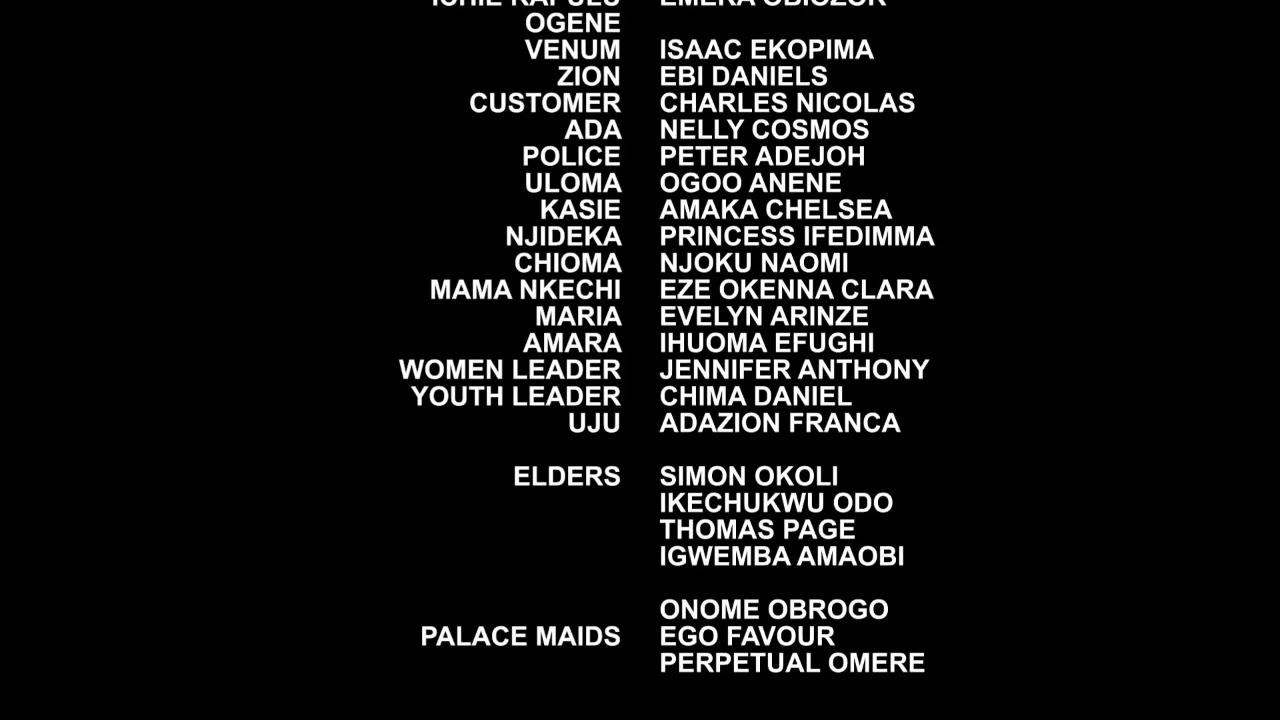 OGENE
VENUM ISAAC EKOPIMA
ZION EBI DANIELS
CUSTOMER CHARLES NICOLAS
ADA NELLY COSMOS
POLICE PETER ADEJOH
ULOMA OGOO ANENE
KASIE AMAKA CHELSEA
NJIDEKA PRINCESS IFEDIMMA
CHIOMA NJOKU NAOMI
MAMA NKECHI EZE OKENNA CLARA
MARIA EVELYN ARINZE
AMARA IHUOMA EFUGHI
WOMEN LEADER JENNIFER ANTHONY
YOUTH LEADER CHIMA DANIEL
UJU ADAZION FRANCA
ELDERS SIMON OKOLI
IKECHUKWU ODO
THOMAS PAGE
IGWEMBA AMAOBI
ONOME OBROGO
PALACE MAIDS EGO FAVOUR
PERPETUAL OMERE